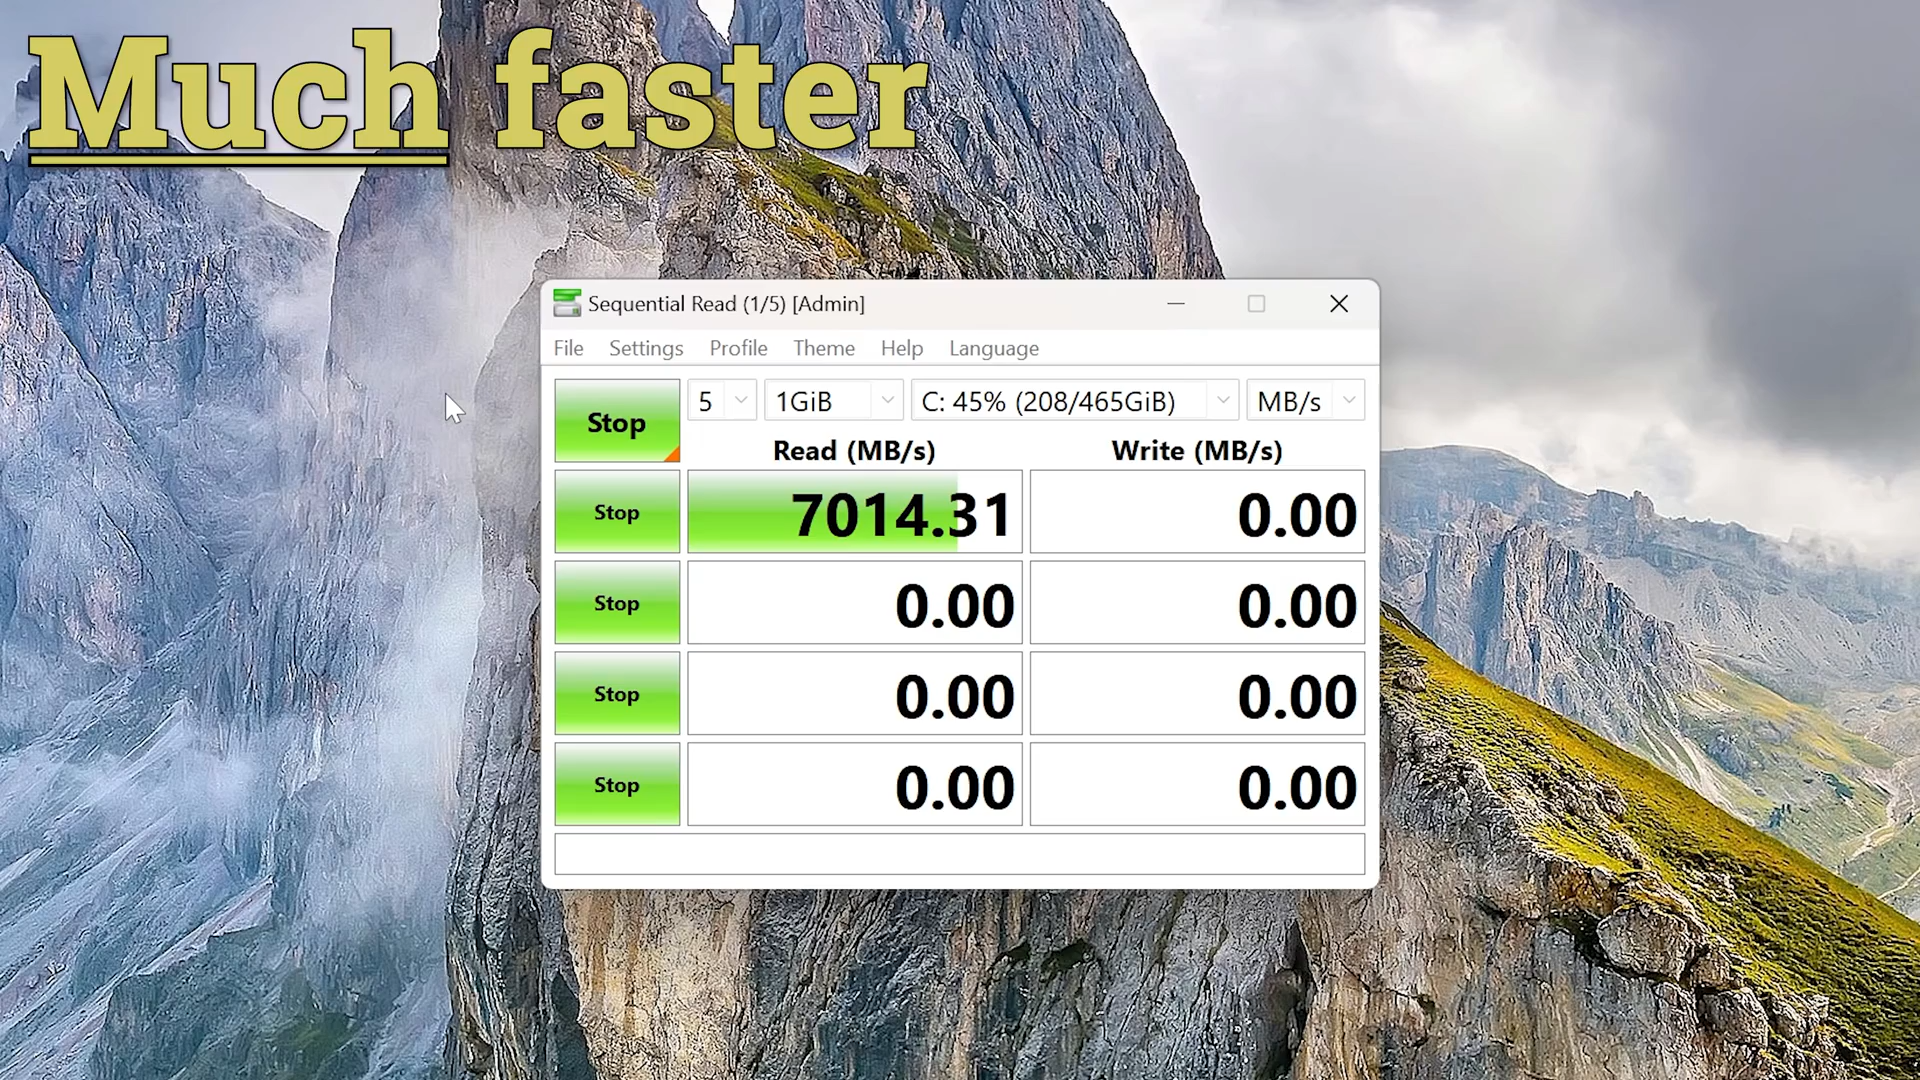 Much faster
Sequential Read (1/5) [Admin]
File Settings Profile Theme Help Language
Stop 5 1GiB C: 45% (208/465GiB) MB/s
Read (MB/s) Write (MB/s)
Stop 7014.31 0.00
Stop 0.00 0.00
Stop 0.00 0.00
Stop 0.00 0.00